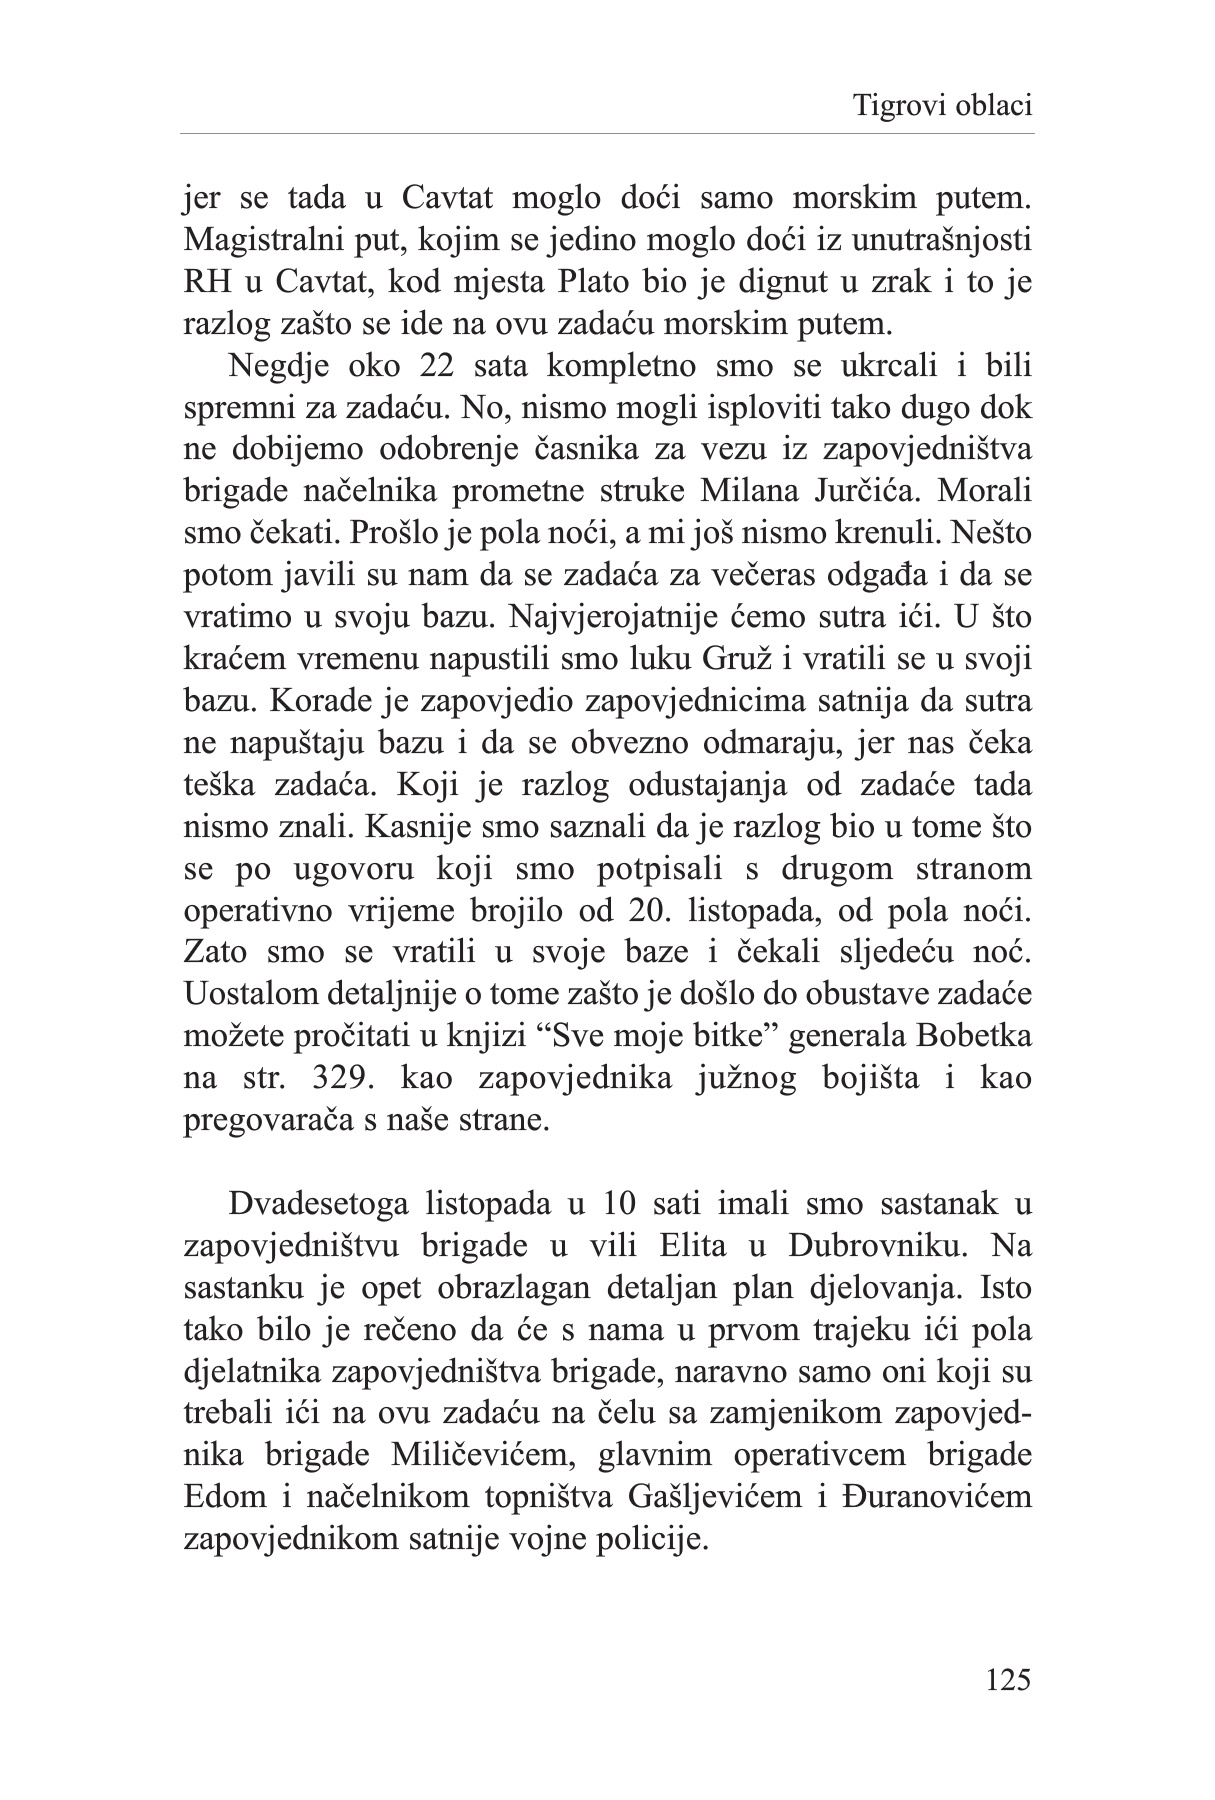 Tigrovi oblaci
jer se tada u Cavtat moglo doći samo morskim putem.
Magistralni put, kojim se jedino moglo doći iz unutrašnjosti
RH u Cavtat, kod mjesta Plato bio je dignut u zrak i to je
razlog zašto se ide na ovu zadaću morskim putem.
Negdje oko 22 sata kompletno smo se ukrcali i bili
spremni za zadaću. No, nismo mogli isploviti tako dugo dok
ne dobijemo odobrenje časnika za vezu iz zapovjedništva
brigade načelnika prometne struke Milana Jurčića. Morali
smo čekati. Prošlo je pola noći, a mi još nismo krenuli. Nešto
potom javili su nam da se zadaća za večeras odgađa i da se
vratimo u svoju bazu. Najvjerojatnije ćemo sutra ići. U što
kraćem vremenu napustili smo luku Gruž i vratili se u svoji
bazu. Korade je zapovjedio zapovjednicima satnija da sutra
ne napuštaju bazu i da se obvezno odmaraju, jer nas čeka
teška zadaća. Koji je razlog odustajanja od zadaće tada
nismo znali. Kasnije smo saznali da je razlog bio u tome što
se po ugovoru koji smo potpisali s drugom stranom
operativno vrijeme brojilo od 20. listopada, od pola noći.
Zato smo se vratili u svoje baze i čekali sljedeću noć.
Uostalom detaljnije o tome zašto je došlo do obustave zadaće
možete pročitati u knjizi “Sve moje bitke” generala Bobetka
na str. 329. kao zapovjednika južnog bojišta i kao
pregovarača s naše strane.
Dvadesetoga listopada u 10 sati imali smo sastanak u
zapovjedništvu brigade u vili Elita u Dubrovniku. Na
sastanku je opet obrazlagan detaljan plan djelovanja. Isto
tako bilo je rečeno da će s nama u prvom trajeku ići pola
djelatnika zapovjedništva brigade, naravno samo oni koji su
trebali ići na ovu zadaću na čelu sa zamjenikom zapovjed-
nika brigade Miličevićem, glavnim operativcem brigade
Edom i načelnikom topništva Gašljevićem i Đuranovićem
zapovjednikom satnije vojne policije.
125